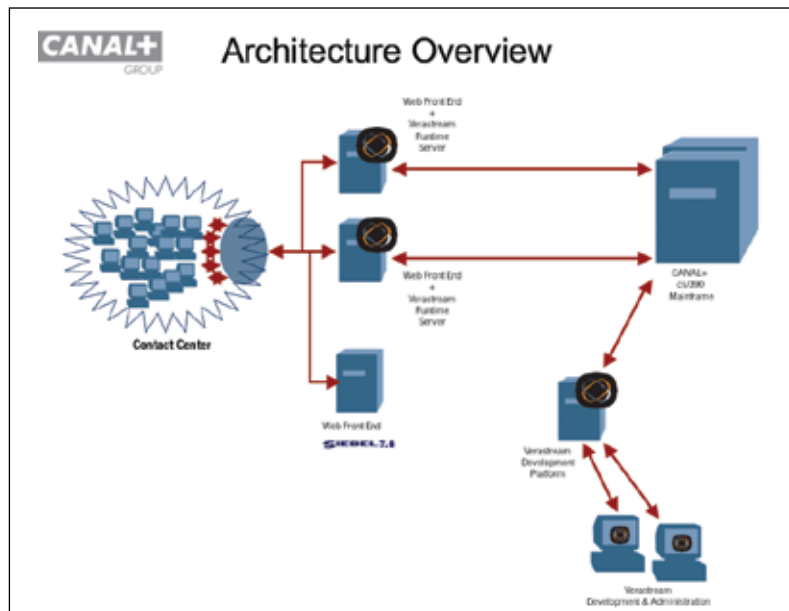 CANAL+
GROUP
Architecture Overview
Web Front End
+
Verastream
Runtime
Server
Web Front End
+
Verastream
Runtime
Server
CANAL+
Mainframe
Contact Center
Web Front End
SIEBEL 7.8
Verastream
Development
Platform
Verastream
Development & Administration